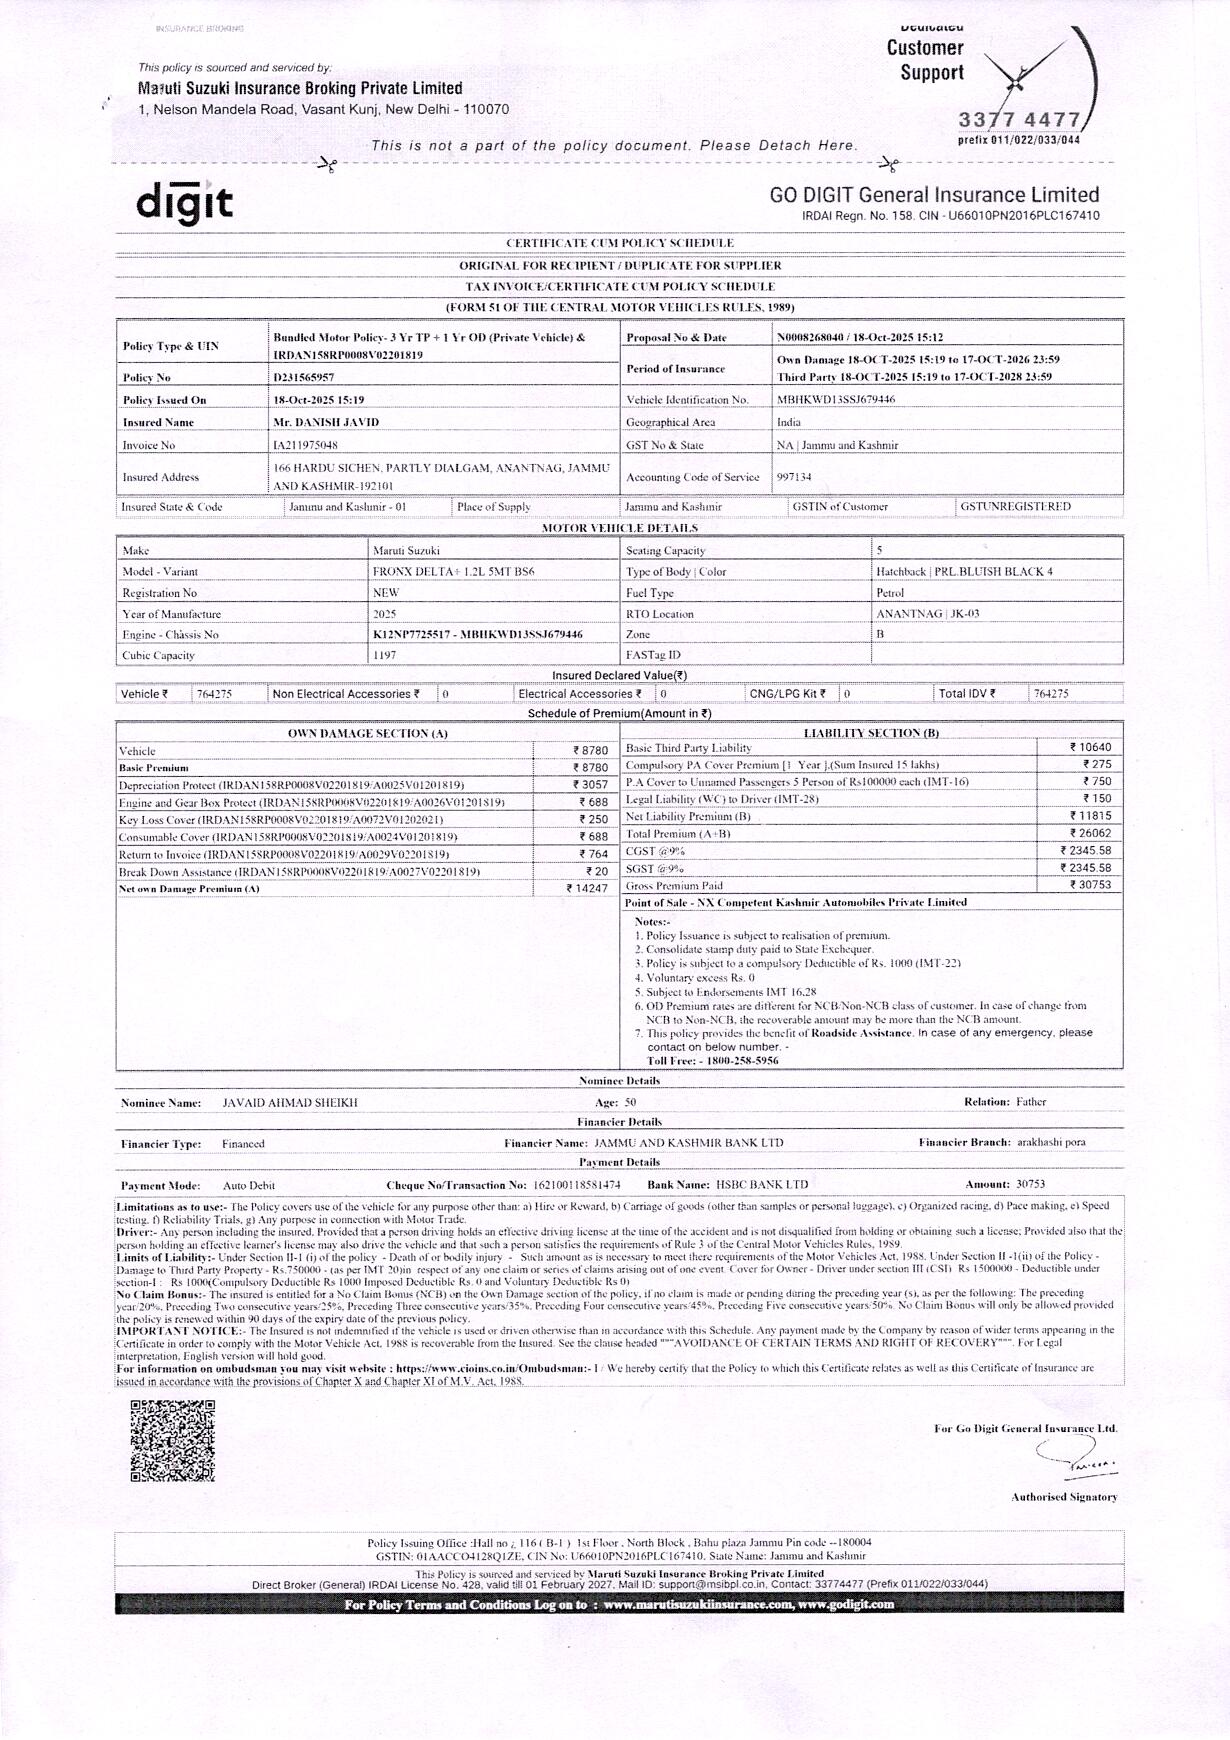 INSURANCE BROKING
Dedicated
Customer
Support
3377 4477
prefix 011/022/033/044
This policy is sourced and serviced by:
Maruti Suzuki Insurance Broking Private Limited
1, Nelson Mandela Road, Vasant Kunj, New Delhi - 110070
This is not a part of the policy document. Please Detach Here.
digit
GO DIGIT General Insurance Limited
IRDAI Regn. No. 158. CIN - U66010PN2016PLC167410
CERTIFICATE CUM POLICY SCHEDULE
ORIGINAL FOR RECIPIENT / DUPLICATE FOR SUPPLIER
TAX INVOICE/CERTIFICATE CUM POLICY SCHEDULE
(FORM 51 OF THE CENTRAL MOTOR VEHICLES RULES, 1989)
Policy Type & UIN Bundled Motor Policy- 3 Yr TP + 1 Yr OD (Private Vehicle) &
IRDAN158RP0008V02201819
Proposal No & Date N0008268040 / 18-Oct-2025 15:12
Policy No D231565957
Period of Insurance Own Damage 18-OCT-2025 15:19 to 17-OCT-2026 23:59
Third Party 18-OCT-2025 15:19 to 17-OCT-2028 23:59
Policy Issued On 18-Oct-2025 15:19 Vehicle Identification No. MBHKWD13SSJ679446
Insured Name Mr. DANISH JAVID Geographical Area India
Invoice No IA211975048 GST No & State NA | Jammu and Kashmir
Insured Address 166 HARDU SICHEN, PARTLY DIALGAM, ANANTNAG, JAMMU
AND KASHMIR-192101
Accounting Code of Service 997134
Insured State & Code Jammu and Kashmir - 01 Place of Supply Jammu and Kashmir GSTIN of Customer GSTUNREGISTERED
MOTOR VEHICLE DETAILS
Make Maruti Suzuki Seating Capacity 5
Model - Variant FRONX DELTA+ 1.2L 5MT BS6 Type of Body | Color Hatchback | PRL.BLUISH BLACK 4
Registration No NEW Fuel Type Petrol
Year of Manufacture 2025 RTO Location ANANTNAG | JK-03
Engine - Chassis No K12NP7725517 - MBHKWD13SSJ679446 Zone B
Cubic Capacity 1197 FASTag ID
Insured Declared Value(₹)
Vehicle ₹ 764275 Non Electrical Accessories ₹ 0 Electrical Accessories ₹ 0 CNG/LPG Kit ₹ 0 Total IDV ₹ 764275
Schedule of Premium(Amount in ₹)
OWN DAMAGE SECTION (A)
Vehicle ₹ 8780
Basic Premium ₹ 8780
Depreciation Protect (IRDAN158RP0008V02201819/A0025V01201819) ₹ 3057
Engine and Gear Box Protect (IRDAN158RP0008V02201819/A0026V01201819) ₹ 688
Key Loss Cover (IRDAN158RP0008V02201819/A0072V01202021) ₹ 250
Consumable Cover (IRDAN158RP0008V02201819/A0024V01201819) ₹ 688
Return to Invoice (IRDAN158RP0008V02201819/A0029V02201819) ₹ 764
Break Down Assistance (IRDAN158RP0008V02201819/A0027V02201819) ₹ 20
Net own Damage Premium (A) ₹ 14247
LIABILITY SECTION (B)
Basic Third Party Liability ₹ 10640
Compulsory PA Cover Premium [1 Year ],(Sum Insured 15 lakhs) ₹ 275
P.A Cover to Unnamed Passengers 5 Person of Rs100000 each (IMT-16) ₹ 750
Legal Liability (WC) to Driver (IMT-28) ₹ 150
Net Liability Premium (B) ₹ 11815
Total Premium (A+B) ₹ 26062
CGST @9% ₹ 2345.58
SGST @9% ₹ 2345.58
Gross Premium Paid ₹ 30753
Point of Sale - NX Competent Kashmir Automobiles Private Limited
Notes:-
1. Policy Issuance is subject to realisation of premium.
2. Consolidate stamp duty paid to State Exchequer.
3. Policy is subject to a compulsory Deductible of Rs. 1000 (IMT-22)
4. Voluntary excess Rs. 0
5. Subject to Endorsements IMT 16,28
6. OD Premium rates are different for NCB/Non-NCB class of customer. In case of change from
NCB to Non-NCB, the recoverable amount may be more than the NCB amount.
7. This policy provides the benefit of Roadside Assistance. In case of any emergency, please
contact on below number. -
Toll Free: - 1800-258-5956
Nominee Details
Nominee Name: JAVAID AHMAD SHEIKH Age: 50 Relation: Father
Financier Details
Financier Type: Financed Financier Name: JAMMU AND KASHMIR BANK LTD Financier Branch: arakhashi pora
Payment Details
Payment Mode: Auto Debit Cheque No/Transaction No: 162100118581474 Bank Name: HSBC BANK LTD Amount: 30753
Limitations as to use:- The Policy covers use of the vehicle for any purpose other than: a) Hire or Reward, b) Carriage of goods (other than samples or personal luggage), c) Organized racing, d) Pace making, e) Speed
testing, f) Reliability Trials, g) Any purpose in connection with Motor Trade.
Driver:- Any person including the insured. Provided that a person driving holds an effective driving license at the time of the accident and is not disqualified from holding or obtaining such a license; Provided also that the
person holding an effective learner's license may also drive the vehicle and that such a person satisfies the requirements of Rule 3 of the Central Motor Vehicles Rules, 1989.
Limits of Liability:- Under Section II-1 (i) of the policy - Death of or bodily injury - Such amount as is necessary to meet there requirements of the Motor Vehicles Act, 1988. Under Section II -1(ii) of the Policy -
Damage to Third Party Property - Rs.750000 - (as per IMT 20)in respect of any one claim or series of claims arising out of one event. Cover for Owner - Driver under section III (CSI) Rs 1500000 - Deductible under
section-I : Rs 1000(Compulsory Deductible Rs 1000 Imposed Deductible Rs. 0 and Voluntary Deductible Rs 0)
No Claim Bonus:- The insured is entitled for a No Claim Bonus (NCB) on the Own Damage section of the policy, if no claim is made or pending during the preceding year (s), as per the following: The preceding
year/20%, Preceding Two consecutive years/25%, Preceding Three consecutive years/35%, Preceding Four consecutive years/45%, Preceding Five consecutive years/50%. No Claim Bonus will only be allowed provided
the policy is renewed within 90 days of the expiry date of the previous policy.
IMPORTANT NOTICE:- The Insured is not indemnified if the vehicle is used or driven otherwise than in accordance with this Schedule. Any payment made by the Company by reason of wider terms appearing in the
Certificate in order to comply with the Motor Vehicle Act, 1988 is recoverable from the Insured. See the clause headed """AVOIDANCE OF CERTAIN TERMS AND RIGHT OF RECOVERY""". For Legal
interpretation, English version will hold good.
For information on ombudsman you may visit website : https://www.cioins.co.in/Ombudsman:- I / We hereby certify that the Policy to which this Certificate relates as well as this Certificate of Insurance are
issued in accordance with the provisions of Chapter X and Chapter XI of M.V. Act, 1988.
For Go Digit General Insurance Ltd.
Authorised Signatory
Policy Issuing Office :Hall no ¿ 116 ( B-1 ) 1st Floor , North Block , Bahu plaza Jammu Pin code --180004
GSTIN: 01AACCO4128Q1ZE, CIN No: U66010PN2016PLC167410, State Name: Jammu and Kashmir
This Policy is sourced and serviced by Maruti Suzuki Insurance Broking Private Limited
Direct Broker (General) IRDAI License No. 428, valid till 01 February 2027, Mail ID: support@msibpl.co.in, Contact: 33774477 (Prefix 011/022/033/044)
For Policy Terms and Conditions Log on to : www.marutisuzukiinsurance.com, www.godigit.com